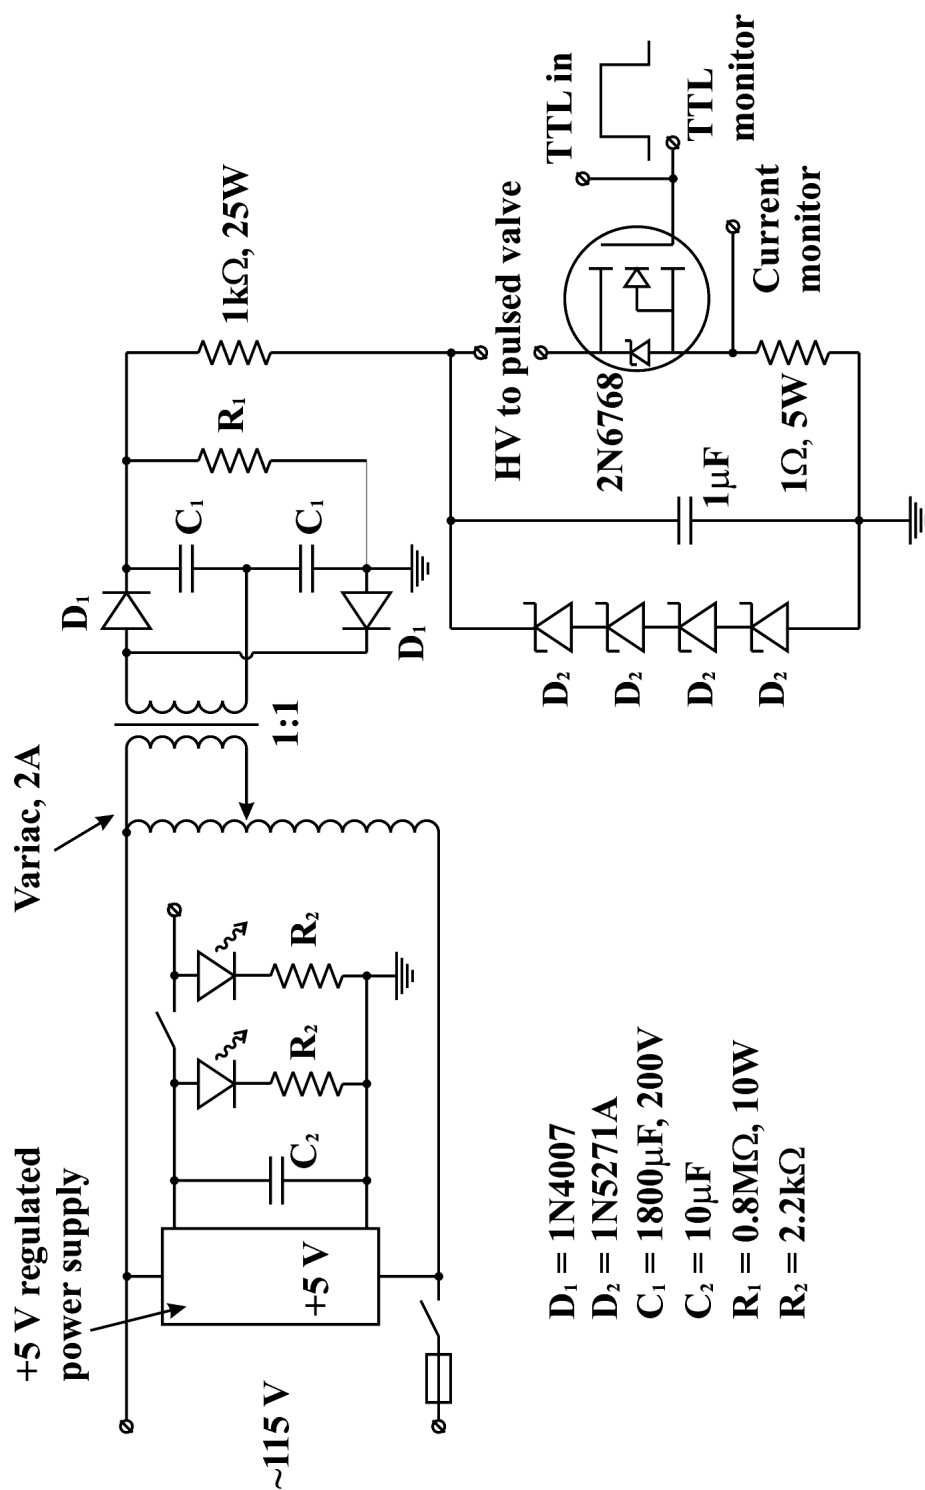 +5 V regulated
power supply
~115 V
+5 V
C₂
R₂
R₂
Variac, 2A
1:1
D₁
D₁
C₁
C₁
R₁
1kΩ, 25W
D₂
D₂
D₂
D₂
1μF
HV to pulsed valve
2N6768
1Ω, 5W
TTL in
TTL
monitor
Current
monitor
D₁ = 1N4007
D₂ = 1N5271A
C₁ = 1800μF, 200V
C₂ = 10μF
R₁ = 0.8MΩ, 10W
R₂ = 2.2kΩ